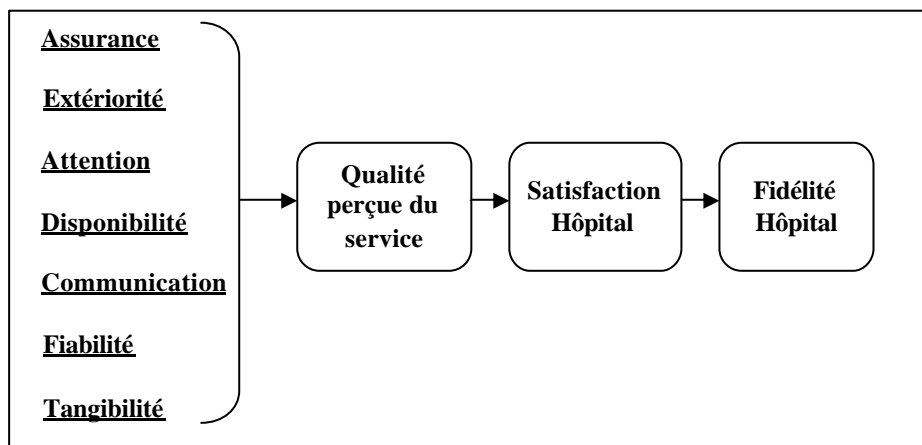 Assurance
Extériorité
Attention
Disponibilité
Communication
Fiabilité
Tangibilité
Qualité
perçue du
service
Satisfaction
Hôpital
Fidélité
Hôpital